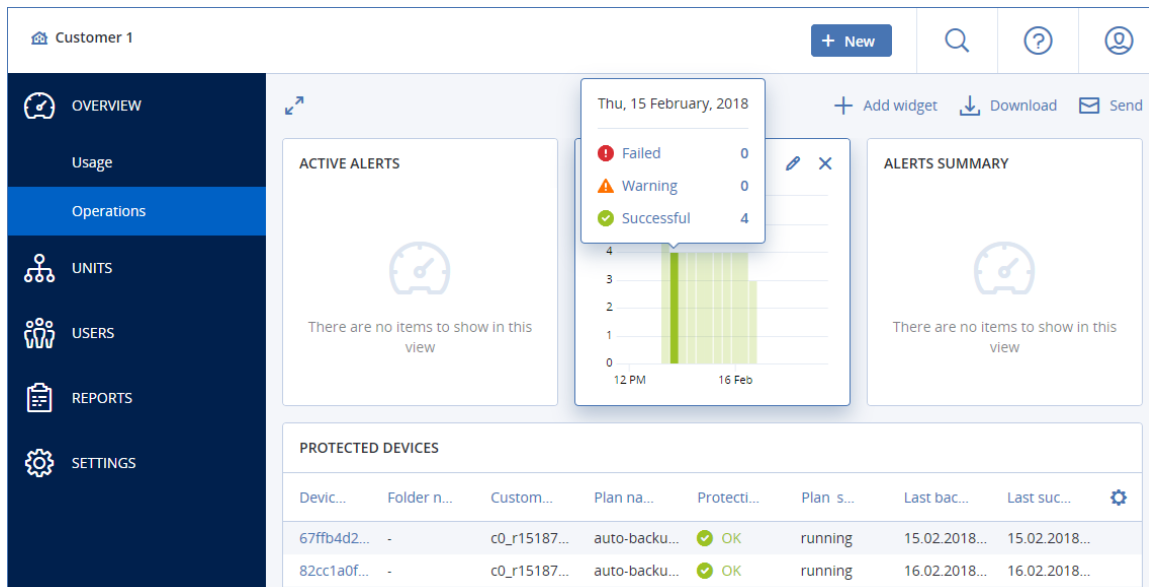 Customer 1
New
OVERVIEW
Usage
Operations
UNITS
USERS
REPORTS
SETTINGS
Add widget
Download
Send
ACTIVE ALERTS
There are no items to show in this
view
Thu, 15 February, 2018
Failed 0
Warning 0
Successful 4
4
3
2
1
0
12 PM 16 Feb
ALERTS SUMMARY
There are no items to show in this
view
PROTECTED DEVICES
Devic... Folder n... Custom... Plan na... Protecti... Plan s... Last bac... Last suc...
67ffb4d2... - c0_r15187... auto-backu... OK running 15.02.2018... 15.02.2018...
82cc1a0f... - c0_r15187... auto-backu... OK running 16.02.2018... 16.02.2018...